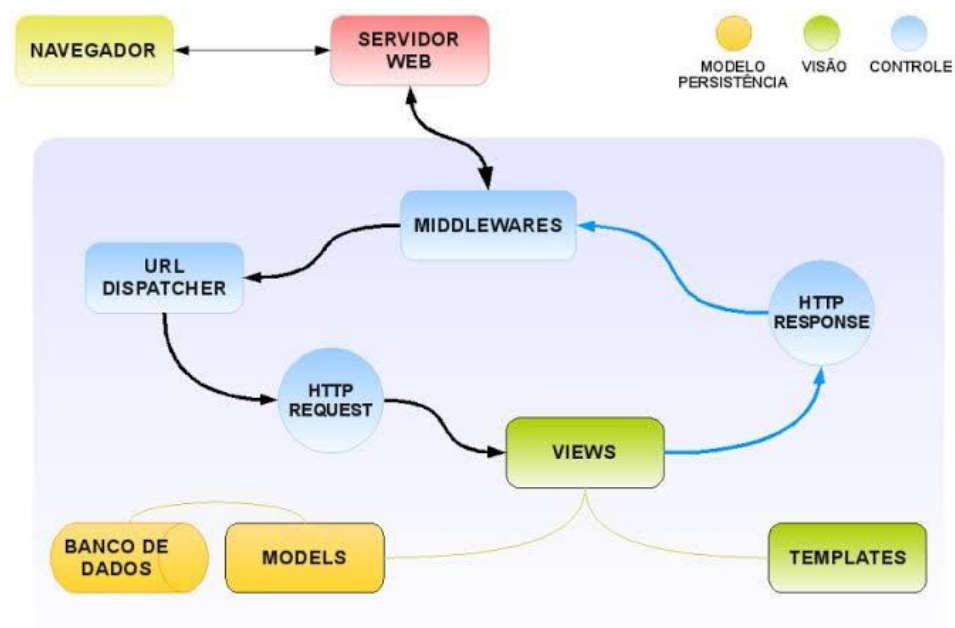 NAVEGADOR
SERVIDOR
WEB
MODELO
PERSISTÊNCIA
VISÃO
CONTROLE
MIDDLEWARES
URL
DISPATCHER
HTTP
RESPONSE
HTTP
REQUEST
VIEWS
BANCO DE
DADOS
MODELS
TEMPLATES